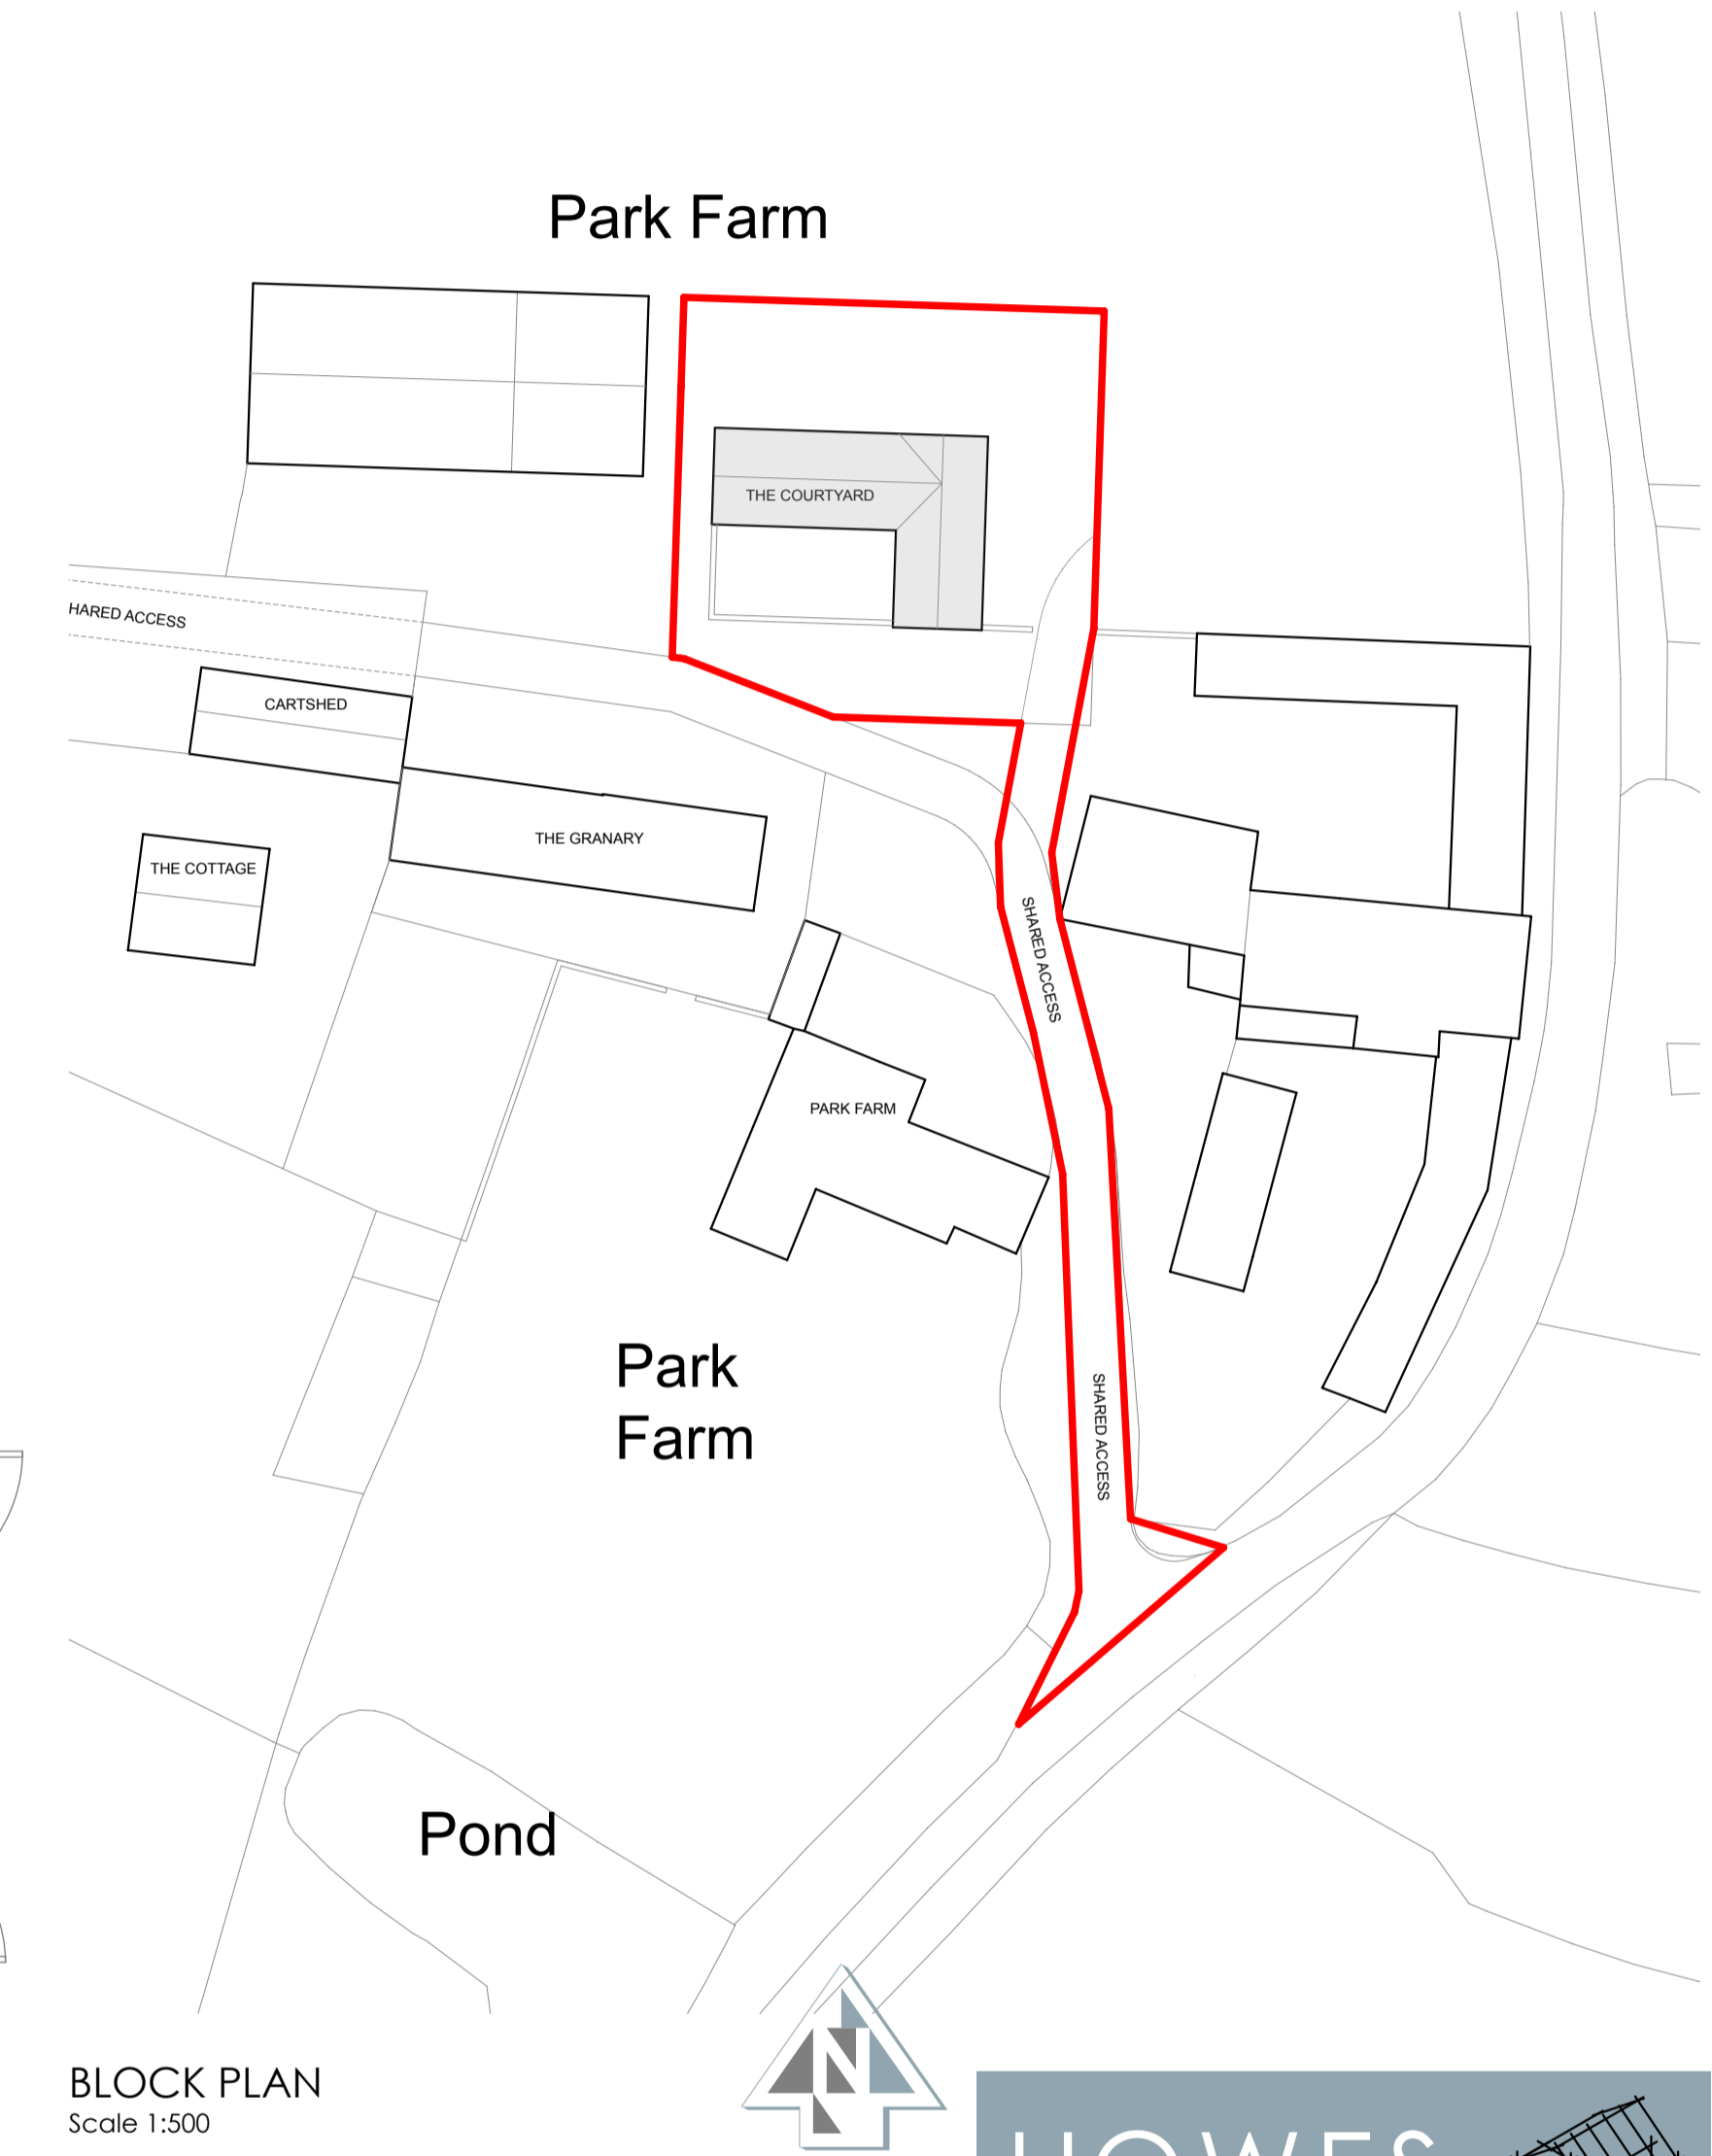 Park Farm
THE COURTYARD
HARED ACCESS
CARTSHED
THE GRANARY
THE COTTAGE
SHARED ACCESS
PARK FARM
Park
Farm
SHARED ACCESS
Pond
N
BLOCK PLAN
Scale 1:500
HOWES